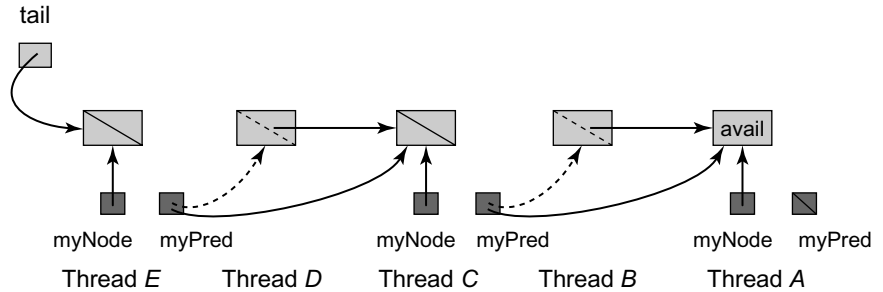 tail
avail
myNode myPred myNode myPred myNode myPred
Thread E Thread D Thread C Thread B Thread A